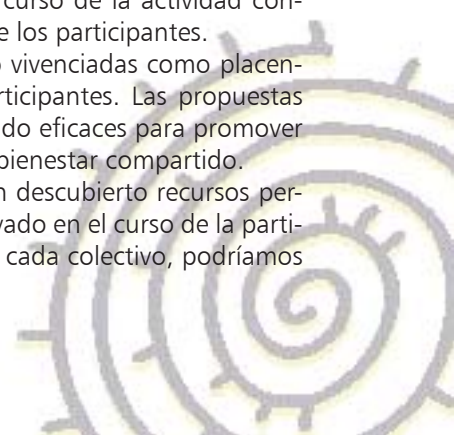 curso de la actividad con-
e los participantes.
vivenciadas como placen-
rticipantes. Las propuestas
do eficaces para promover
bienestar compartido.
n descubierto recursos per-
vado en el curso de la parti-
cada colectivo, podríamos